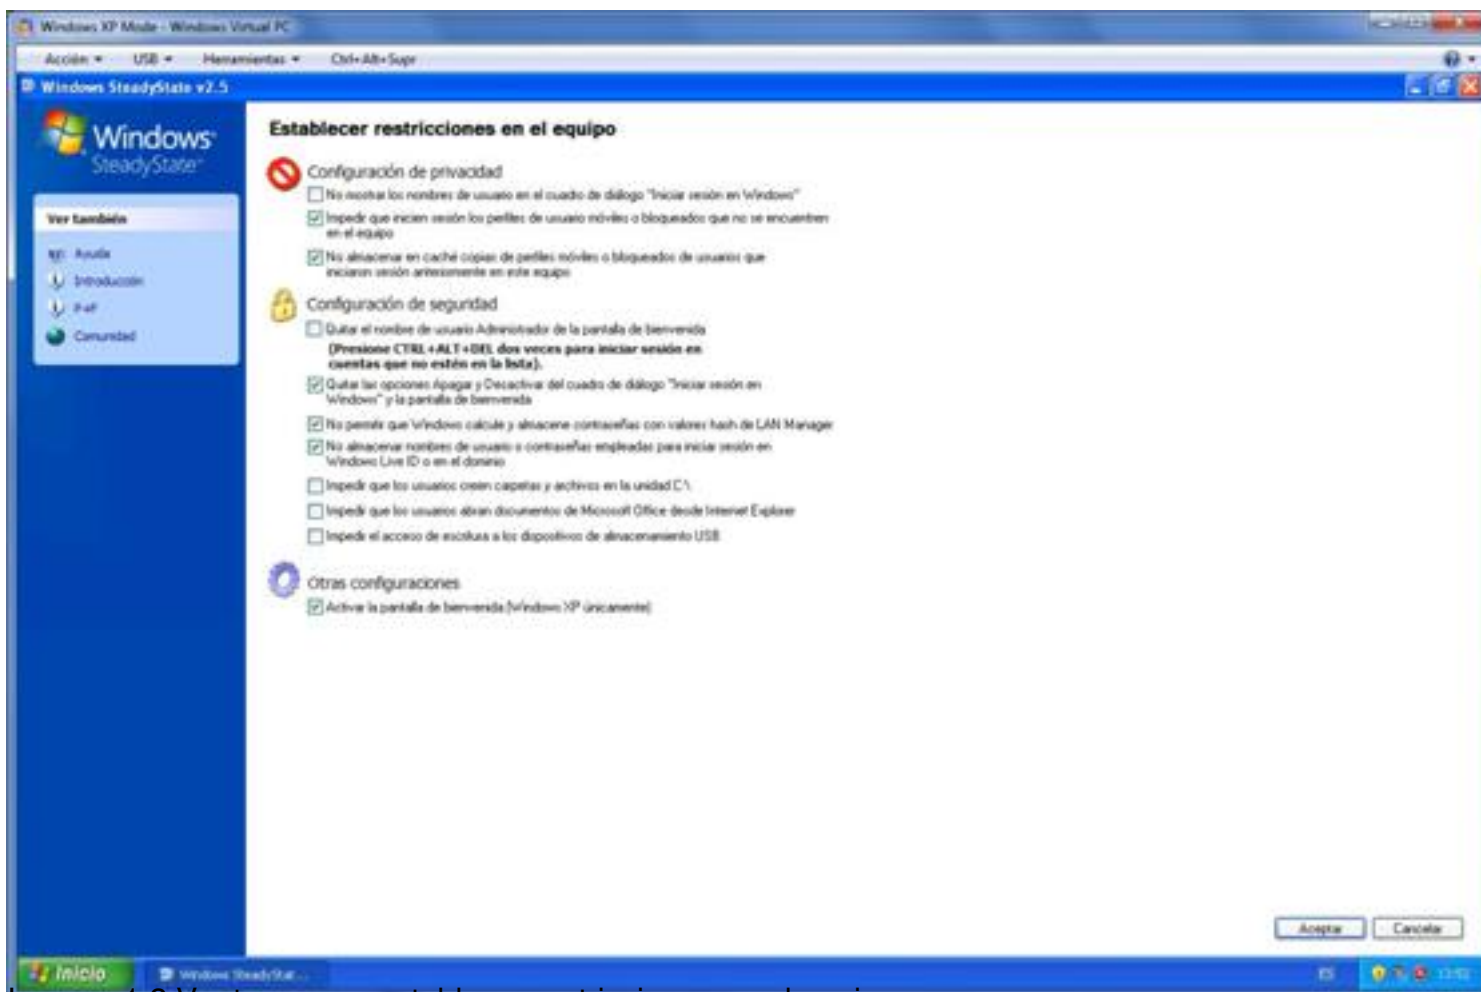 Windows XP Mode - Windows Virtual PC
Acción USB Herramientas Ctrl+Alt+Supr
Windows SteadyState v2.5
Windows
SteadyState
Ver también
Ayuda
Introducción
P+F
Comunidad
Establecer restricciones en el equipo
Configuración de privacidad
No mostrar los nombres de usuario en el cuadro de diálogo "Iniciar sesión en Windows"
Impedir que inicien sesión los perfiles de usuario móviles o bloqueados que no se encuentren
en el equipo
No almacenar en caché copias de perfiles móviles o bloqueados de usuarios que
iniciaron sesión anteriormente en este equipo
Configuración de seguridad
Quitar el nombre de usuario Administrador de la pantalla de bienvenida
(Presione CTRL+ALT+DEL dos veces para iniciar sesión en
cuentas que no estén en la lista).
Quitar las opciones Apagar y Desactivar del cuadro de diálogo "Iniciar sesión en
Windows" y la pantalla de bienvenida
No permitir que Windows calcule y almacene contraseñas con valores hash de LAN Manager
No almacenar nombres de usuario o contraseñas empleadas para iniciar sesión en
Windows Live ID o en el dominio
Impedir que los usuarios creen carpetas y archivos en la unidad C:\
Impedir que los usuarios abran documentos de Microsoft Office desde Internet Explorer
Impedir el acceso de escritura a los dispositivos de almacenamiento USB
Otras configuraciones
Activar la pantalla de bienvenida (Windows XP únicamente)
Aceptar Cancelar
Inicio Windows SteadyStat... ES